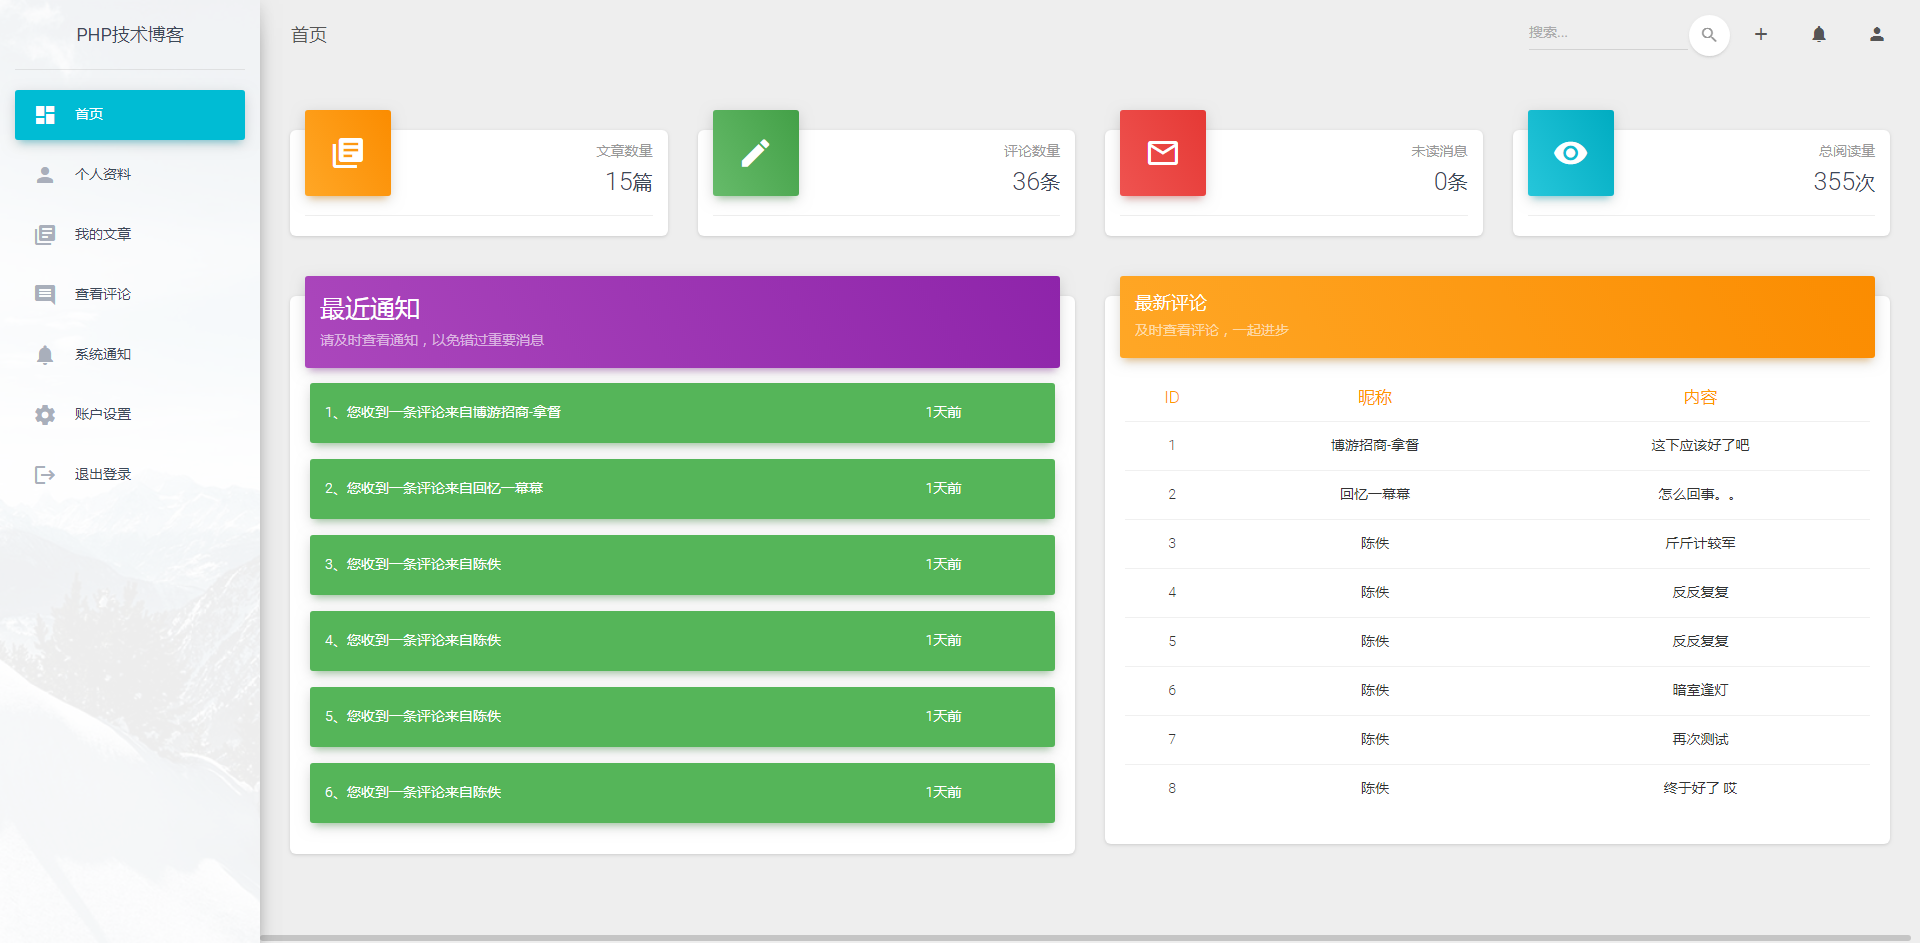 PHP技术博客
首页
个人资料
我的文章
查看评论
系统通知
账户设置
退出登录
首页
搜索...
文章数量
15篇
评论数量
36条
未读消息
0条
总阅读量
355次
最近通知
请及时查看通知，以免错过重要消息
1、您收到一条评论来自博游招商-拿督 1天前
2、您收到一条评论来自回忆一幕幕 1天前
3、您收到一条评论来自陈佚 1天前
4、您收到一条评论来自陈佚 1天前
5、您收到一条评论来自陈佚 1天前
6、您收到一条评论来自陈佚 1天前
最新评论
及时查看评论，一起进步
ID 昵称 内容
1 博游招商-拿督 这下应该好了吧
2 回忆一幕幕 怎么回事。。
3 陈佚 斤斤计较军
4 陈佚 反反复复
5 陈佚 反反复复
6 陈佚 暗室逢灯
7 陈佚 再次测试
8 陈佚 终于好了 哎